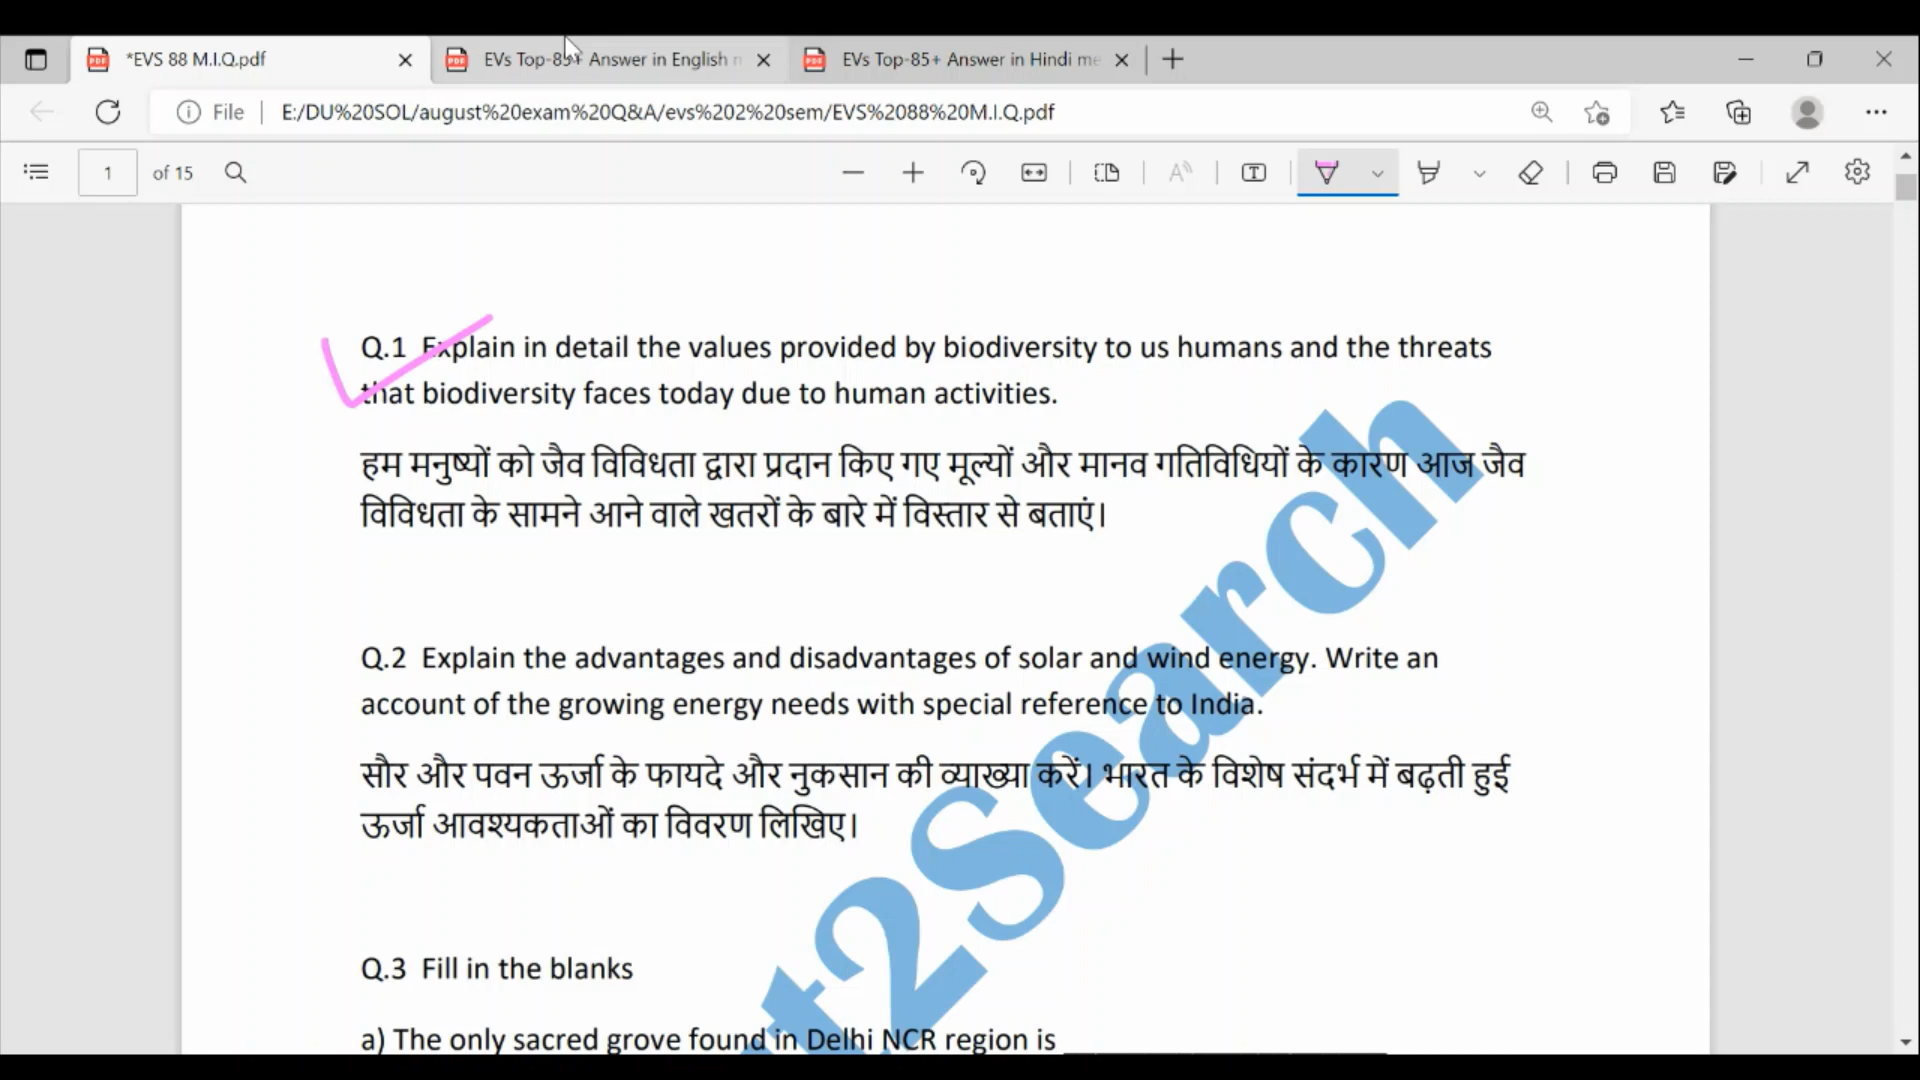 *EVS 88 M.I.Q.pdf
EVs Top-85+ Answer in English
EVs Top-85+ Answer in Hindi me
File
E:/DU%20SOL/august%20exam%20Q&A/evs%202%20sem/EVS%2088%20M.I.Q.pdf
1 of 15
Q.1 Explain in detail the values provided by biodiversity to us humans and the threats
that biodiversity faces today due to human activities.
हम मनुष्यों को जैव विविधता द्वारा प्रदान किए गए मूल्यों और मानव गतिविधियों के कारण आज जैव
विविधता के सामने आने वाले खतरों के बारे में विस्तार से बताएं।
Q.2 Explain the advantages and disadvantages of solar and wind energy. Write an
account of the growing energy needs with special reference to India.
सौर और पवन ऊर्जा के फायदे और नुकसान की व्याख्या करें। भारत के विशेष संदर्भ में बढ़ती हुई
ऊर्जा आवश्यकताओं का विवरण लिखिए।
Q.3 Fill in the blanks
a) The only sacred grove found in Delhi NCR region is
t2Search